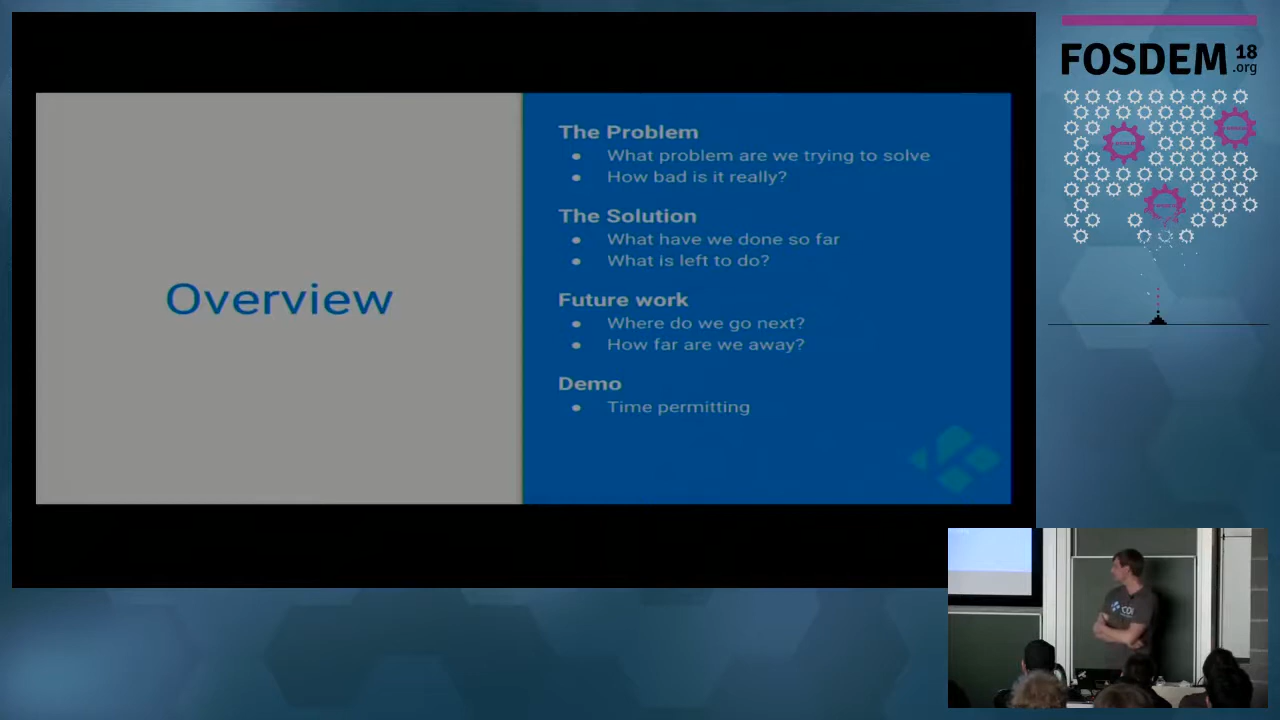 Overview
The Problem
● What problem are we trying to solve
● How bad is it really?
The Solution
● What have we done so far
● What is left to do?
Future work
● Where do we go next?
● How far are we away?
Demo
● Time permitting
FOSDEM 18
.org